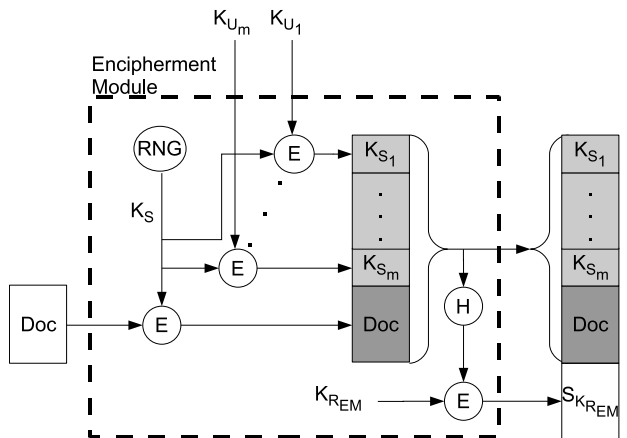 K_Um K_U1
Encipherment
Module
RNG
E
K_S1
K_S1
K_S
.
.
.
.
.
.
.
.
.
E
K_Sm
K_Sm
Doc
E
Doc
H
Doc
K_REM
E
S_KREM